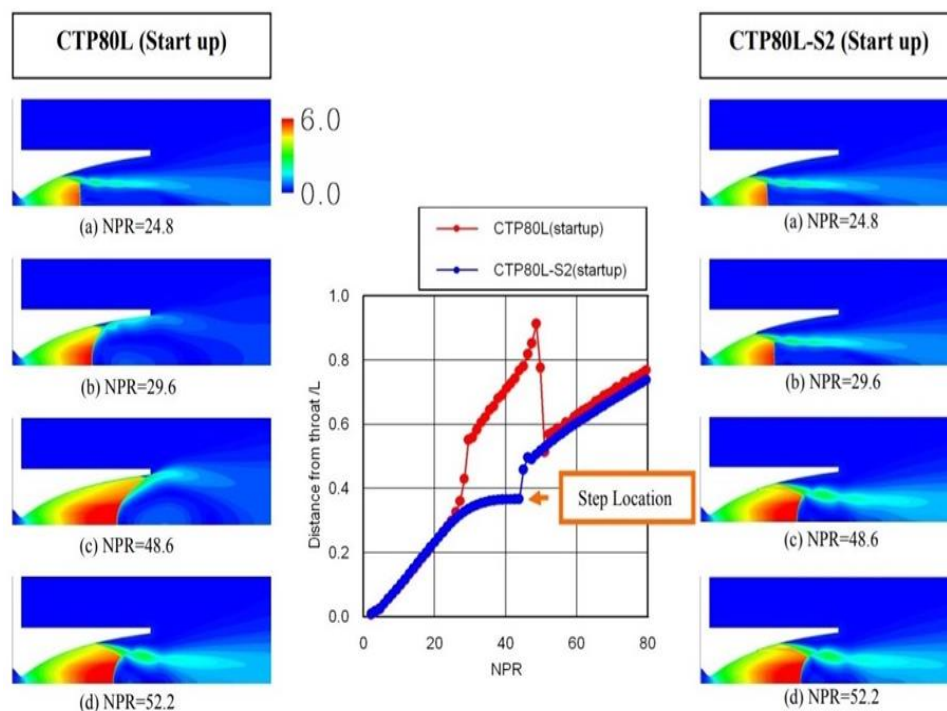 CTP80L (Start up)
6.0
0.0
(a) NPR=24.8
(b) NPR=29.6
(c) NPR=48.6
(d) NPR=52.2
CTP80L(startup)
CTP80L-S2(startup)
1.0
0.8
0.6
0.4
0.2
0.0
Distance from throat /L
Step Location
0
20
40
60
80
NPR
CTP80L-S2 (Start up)
(a) NPR=24.8
(b) NPR=29.6
(c) NPR=48.6
(d) NPR=52.2